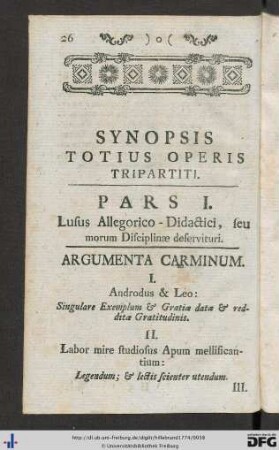 26 ) o (
SYNOPSIS
TOTIUS OPERIS
TRIPARTITI.
PARS I.
Lusus Allegorico-Didactici, seu
morum Disciplinæ deservituri.
ARGUMENTA CARMINUM.
I.
Androdus & Leo:
Singulare Exemplum & Gratiæ datæ & red-
ditæ Gratitudinis.
II.
Labor mire studiosus Apum mellifican-
tium:
Legendum; & lectis scienter utendum.
III.
http://dl.ub.uni-freiburg.de/diglit/hillebrand1774/0058
© Universitätsbibliothek Freiburg
DFG